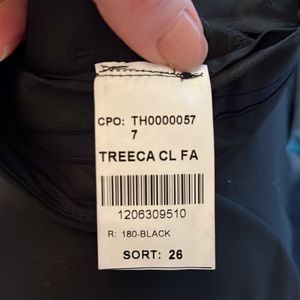 CPO: TH0000057
7
TREECA CL FA
1206309510
R: 180-BLACK
SORT: 26